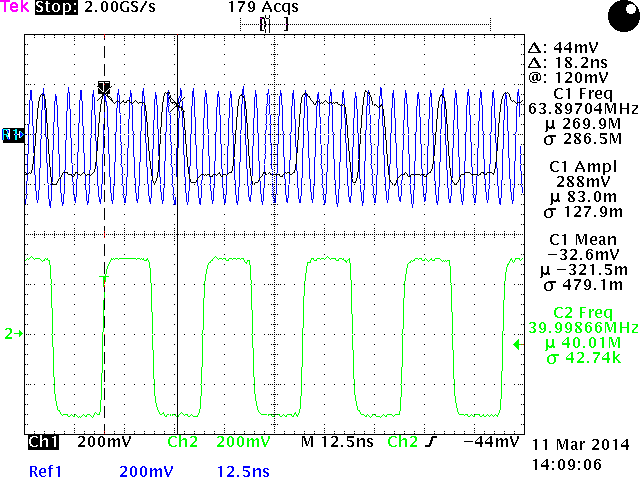 Tek Stop: 2.00GS/s 179 Acqs
Δ: 44mV
Δ: 18.2ns
@: 120mV
C1 Freq
63.89704MHz
µ 269.9M
σ 286.5M
C1 Ampl
288mV
µ 83.0m
σ 127.9m
C1 Mean
-32.6mV
µ -321.5m
σ 479.1m
C2 Freq
39.99866MHz
µ 40.01M
σ 42.74k
2
Ch1 200mV Ch2 200mV M 12.5ns Ch2 -44mV
Ref1 200mV 12.5ns
11 Mar 2014
14:09:06